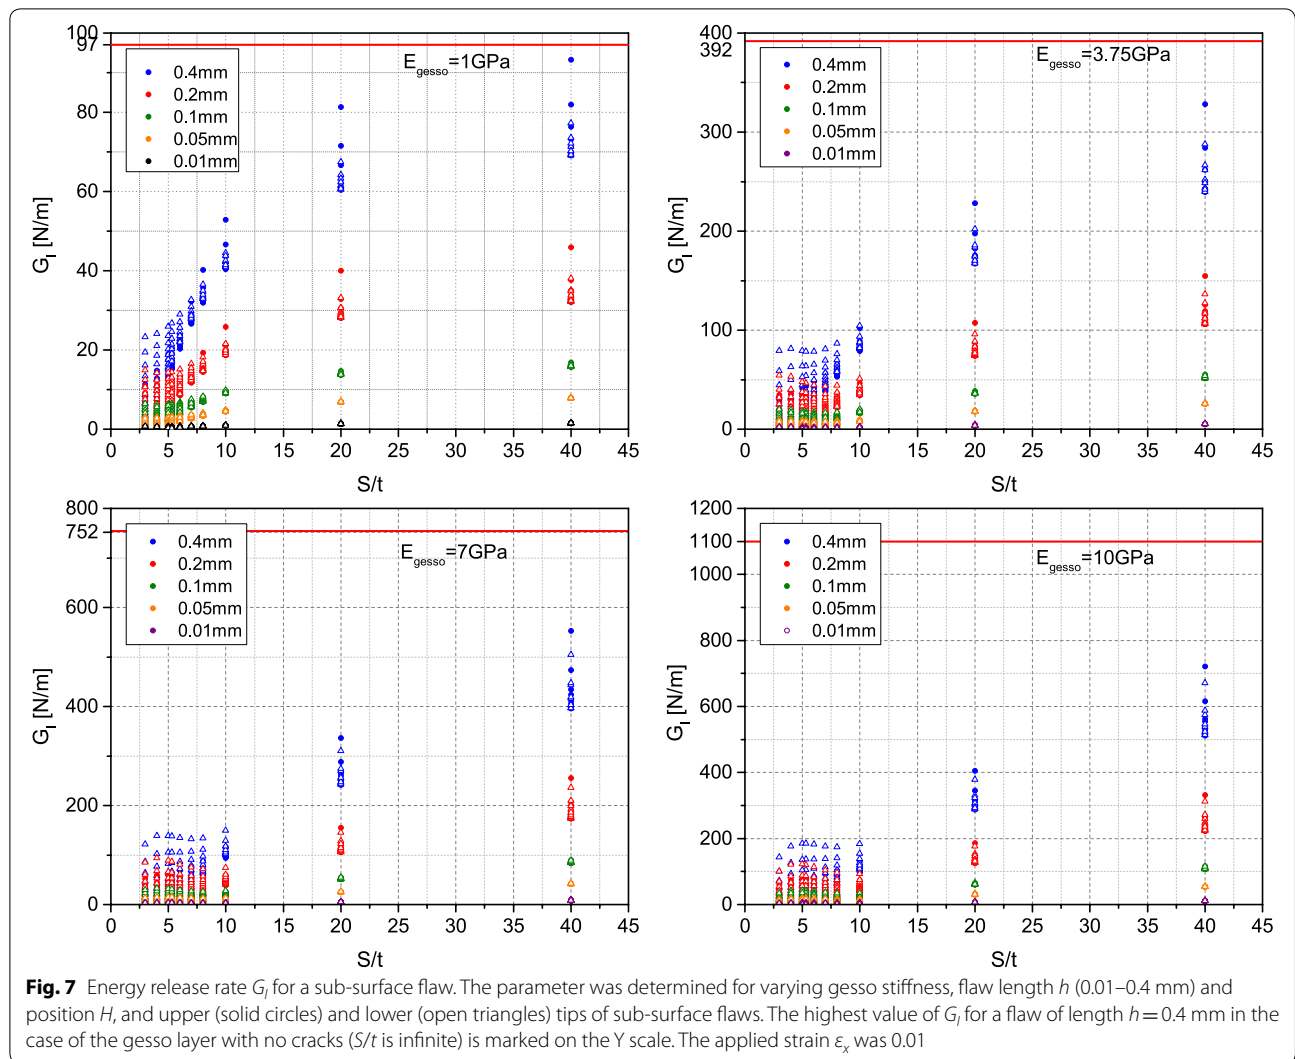 100
97
80
60
40
20
0
G_I [N/m]
0.4mm
0.2mm
0.1mm
0.05mm
0.01mm
E_gesso=1GPa
0 5 10 15 20 25 30 35 40 45
S/t
400
392
300
200
100
0
G_I [N/m]
0.4mm
0.2mm
0.1mm
0.05mm
0.01mm
E_gesso=3.75GPa
0 5 10 15 20 25 30 35 40 45
S/t
800
752
600
400
200
0
G_I [N/m]
0.4mm
0.2mm
0.1mm
0.05mm
0.01mm
E_gesso=7GPa
0 5 10 15 20 25 30 35 40 45
S/t
1200
1100
1000
800
600
400
200
0
G_I [N/m]
0.4mm
0.2mm
0.1mm
0.05mm
0.01mm
E_gesso=10GPa
0 5 10 15 20 25 30 35 40 45
S/t
Fig. 7 Energy release rate G_I for a sub-surface flaw. The parameter was determined for varying gesso stiffness, flaw length h (0.01–0.4 mm) and
position H, and upper (solid circles) and lower (open triangles) tips of sub-surface flaws. The highest value of G_I for a flaw of length h = 0.4 mm in the
case of the gesso layer with no cracks (S/t is infinite) is marked on the Y scale. The applied strain ε_x was 0.01